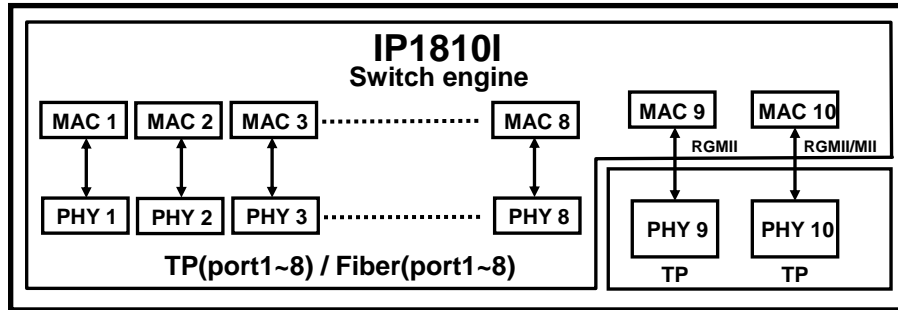 IP1810I
Switch engine
MAC 1 MAC 2 MAC 3 MAC 8 MAC 9 MAC 10
RGMII RGMII/MII
PHY 1 PHY 2 PHY 3 PHY 8 PHY 9 PHY 10
TP(port1~8) / Fiber(port1~8) TP TP